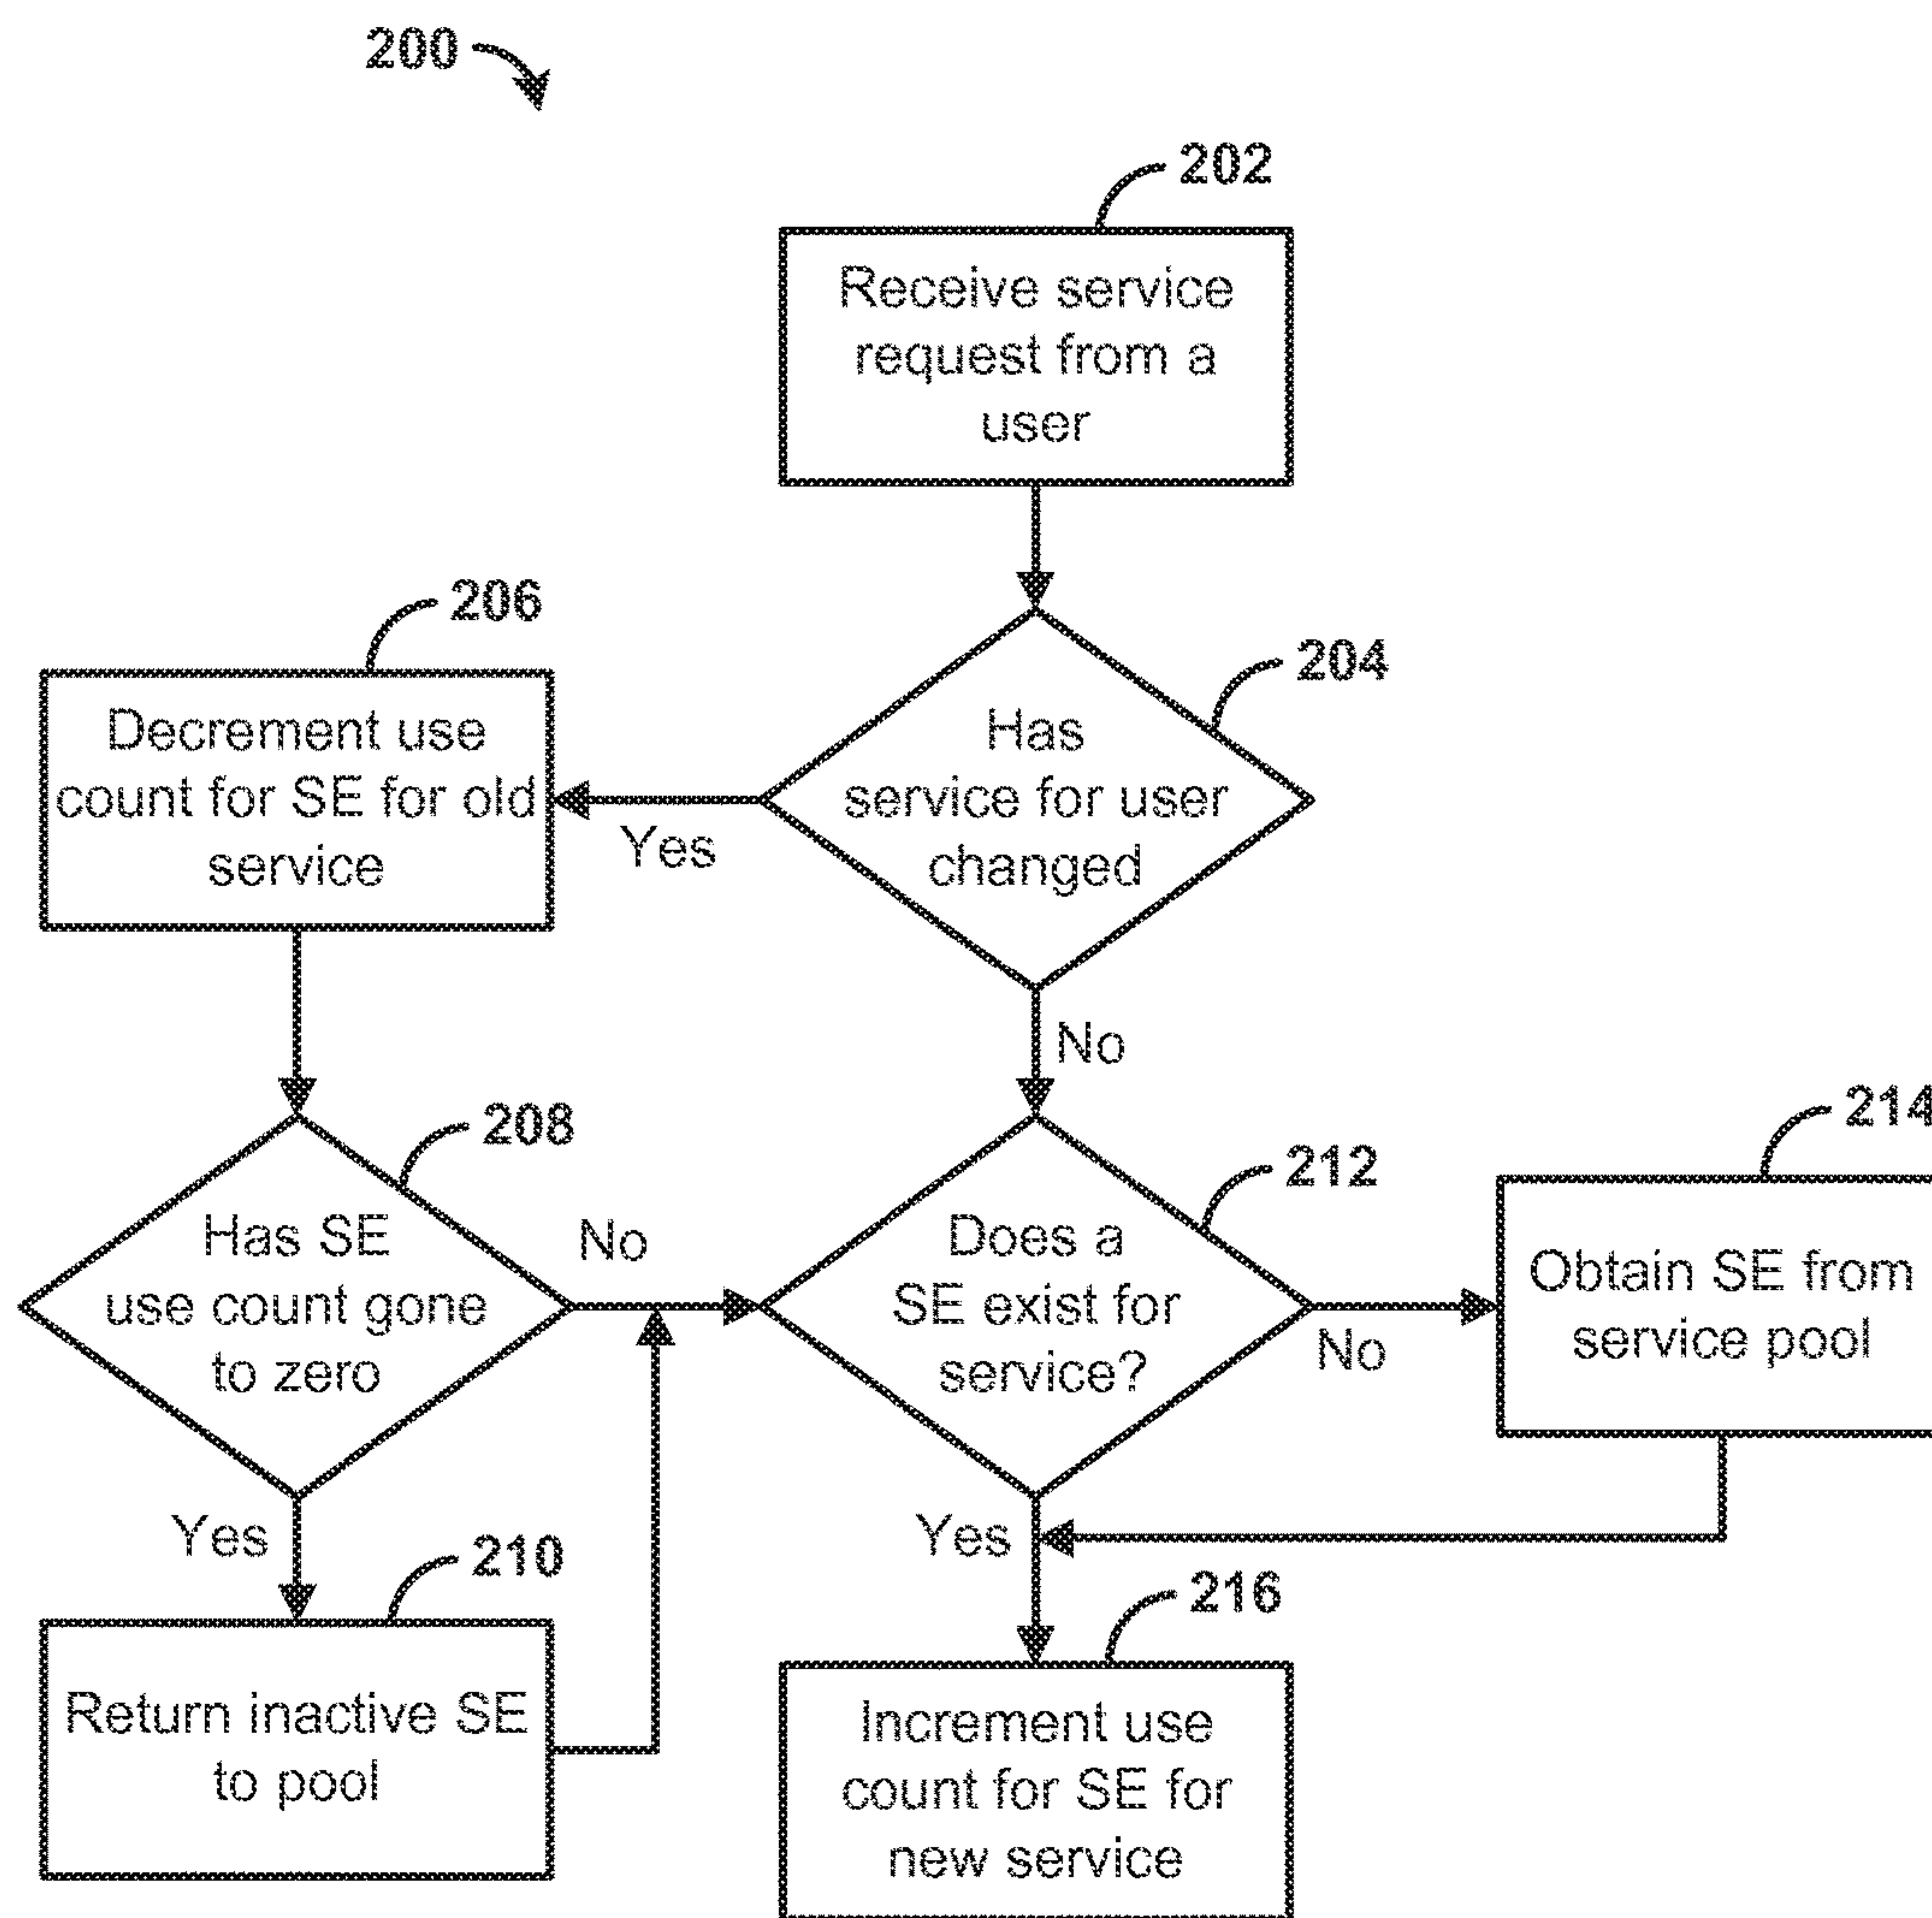 200
202
Receive service
request from a
user
206
Decrement use
count for SE for old
service
204
Has
service for user
changed
Yes
No
208
Has SE
use count gone
to zero
No
212
Does a
SE exist for
service?
No
214
Obtain SE from
service pool
Yes
210
Return inactive SE
to pool
Yes
216
Increment use
count for SE for
new service